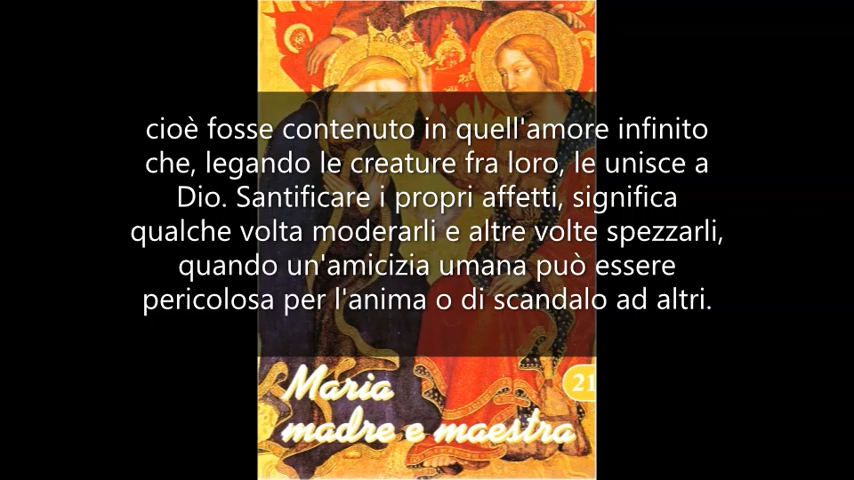 cioè fosse contenuto in quell'amore infinito
che, legando le creature fra loro, le unisce a
Dio. Santificare i propri affetti, significa
qualche volta moderarli e altre volte spezzarli,
quando un'amicizia umana può essere
pericolosa per l'anima o di scandalo ad altri.
Maria
21
madre e maestra